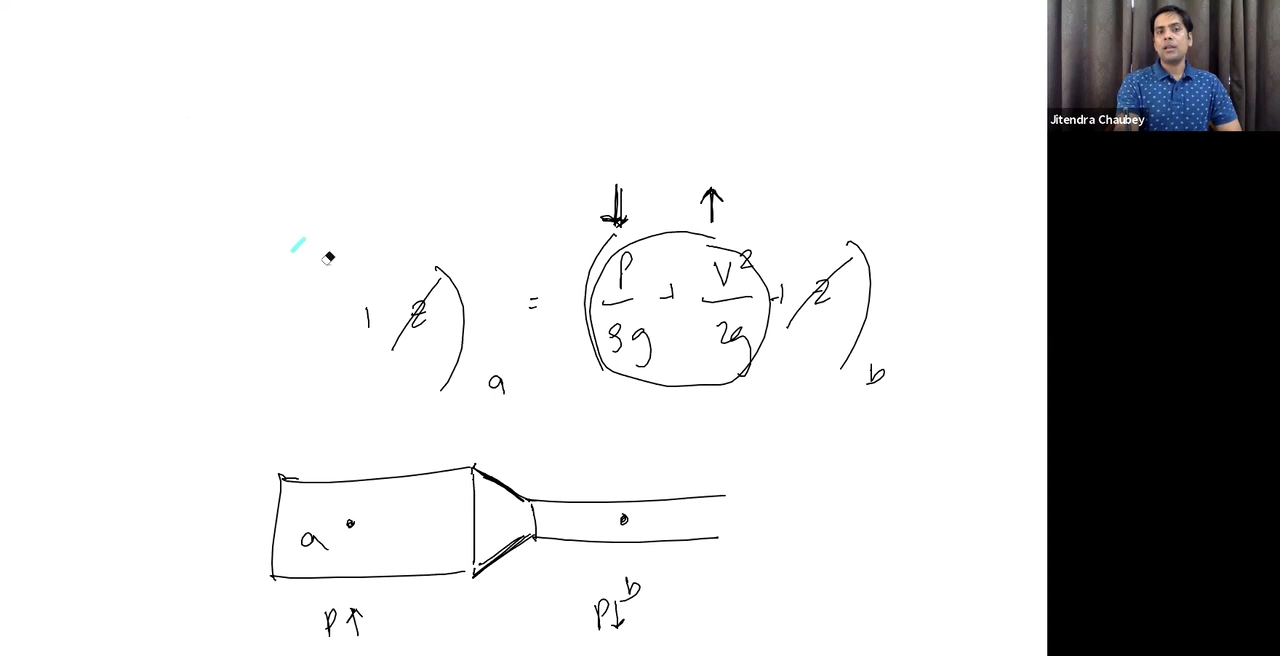 Jitendra Chaubey
+ Z)a = (P/ρg + V²/2g + Z)b
a
b
P↑
P↓